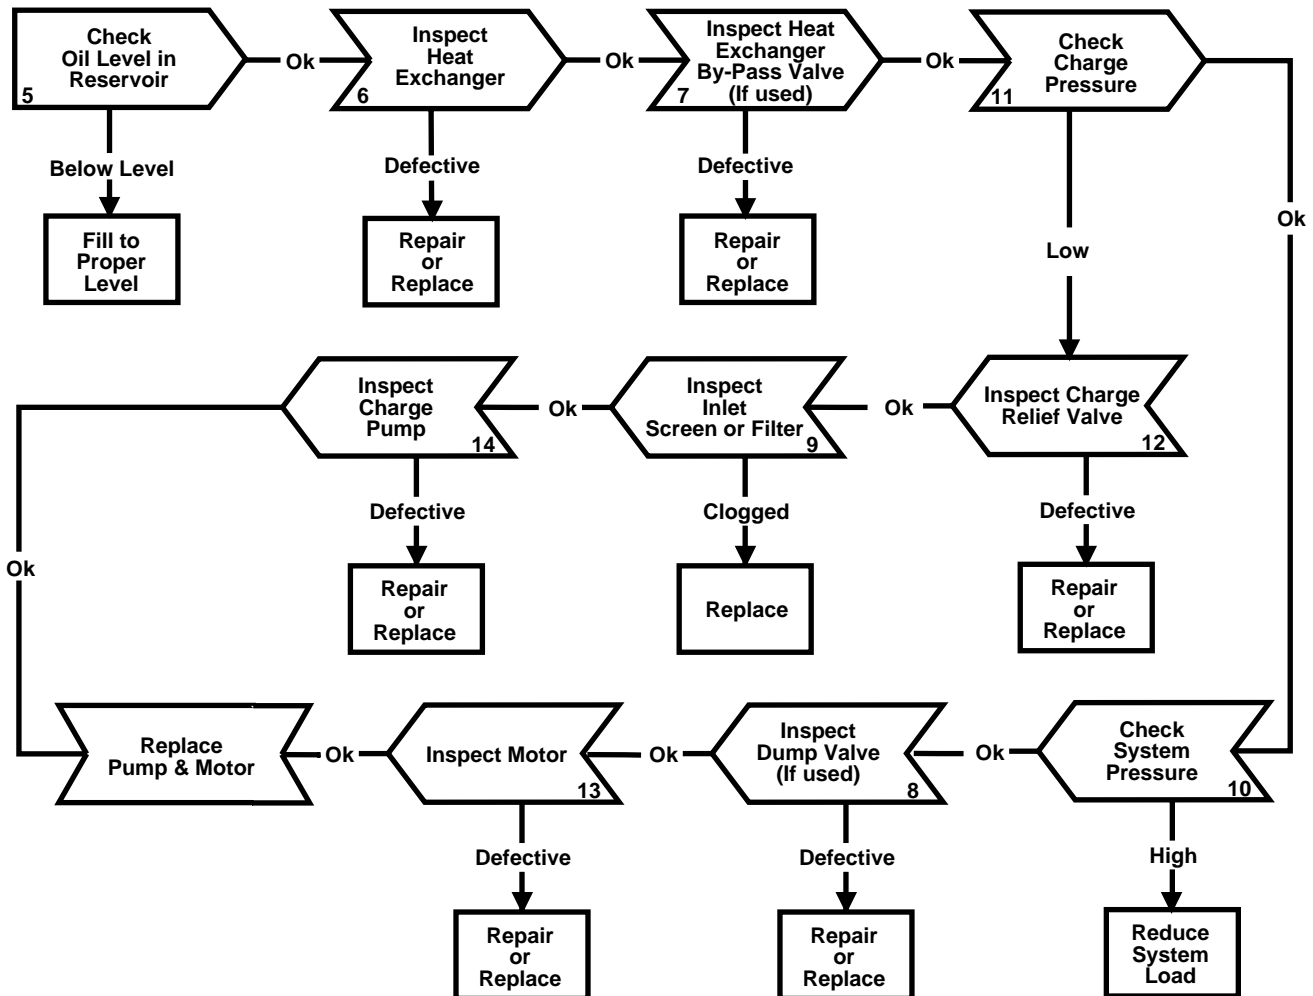 Check
Oil Level in
Reservoir
5
Ok
Inspect
Heat
Exchanger
6
Ok
Inspect Heat
Exchanger
By-Pass Valve
(If used)
7
Ok
Check
Charge
Pressure
11
Below Level
Defective
Defective
Low
Ok
Fill to
Proper
Level
Repair
or
Replace
Repair
or
Replace
Inspect
Charge
Pump
14
Ok
Inspect
Inlet
Screen or Filter
9
Ok
Inspect Charge
Relief Valve
12
Defective
Clogged
Defective
Ok
Repair
or
Replace
Replace
Repair
or
Replace
Replace
Pump & Motor
Ok
Inspect Motor
13
Ok
Inspect
Dump Valve
(If used)
8
Ok
Check
System
Pressure
10
Defective
Defective
High
Repair
or
Replace
Repair
or
Replace
Reduce
System
Load